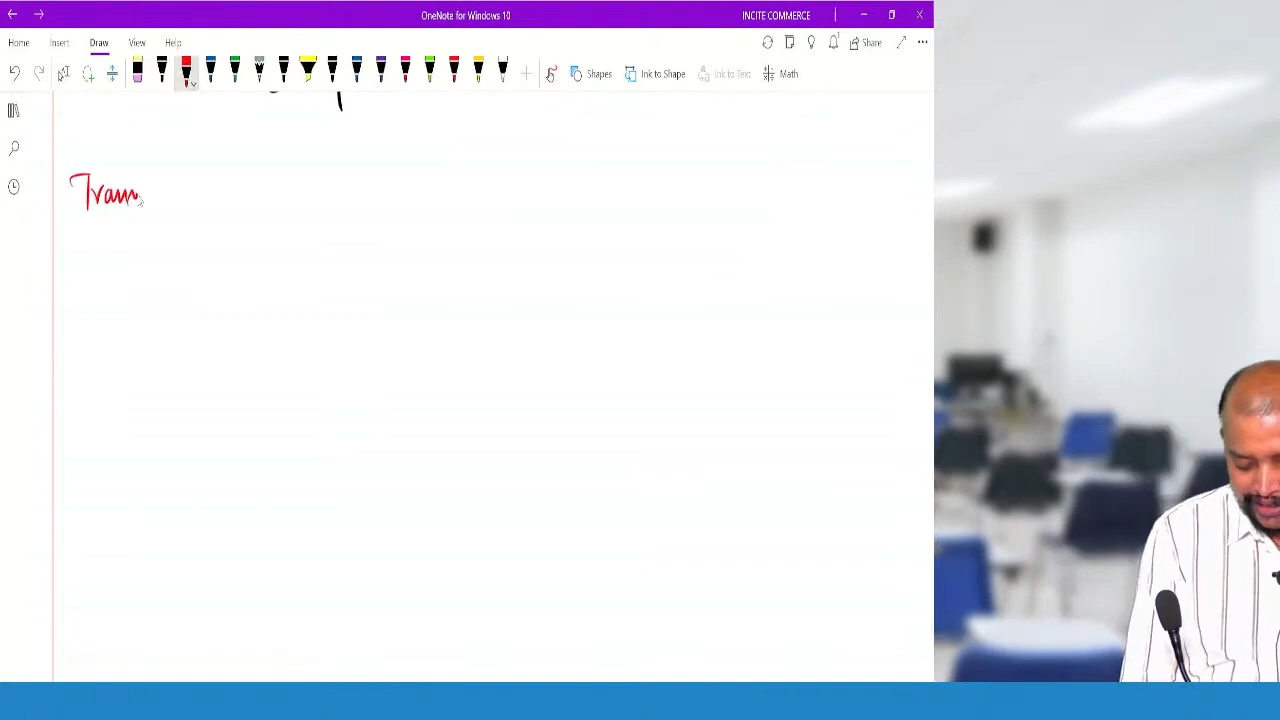 OneNote for Windows 10
INCITE COMMERCE
Home Insert Draw View Help
Share
Shapes
Ink to Shape
Ink to Text
Math
Tran